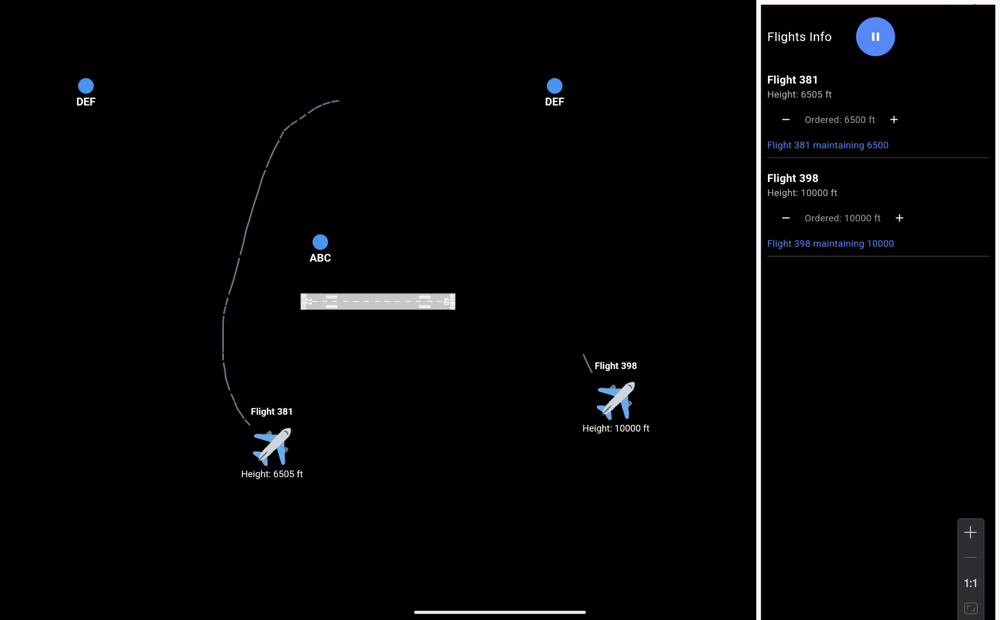 DEF
DEF
ABC
27
09
Flight 398
Height: 10000 ft
Flight 381
Height: 6505 ft
Flights Info
Flight 381
Height: 6505 ft
− Ordered: 6500 ft +
Flight 381 maintaining 6500
Flight 398
Height: 10000 ft
− Ordered: 10000 ft +
Flight 398 maintaining 10000
1:1